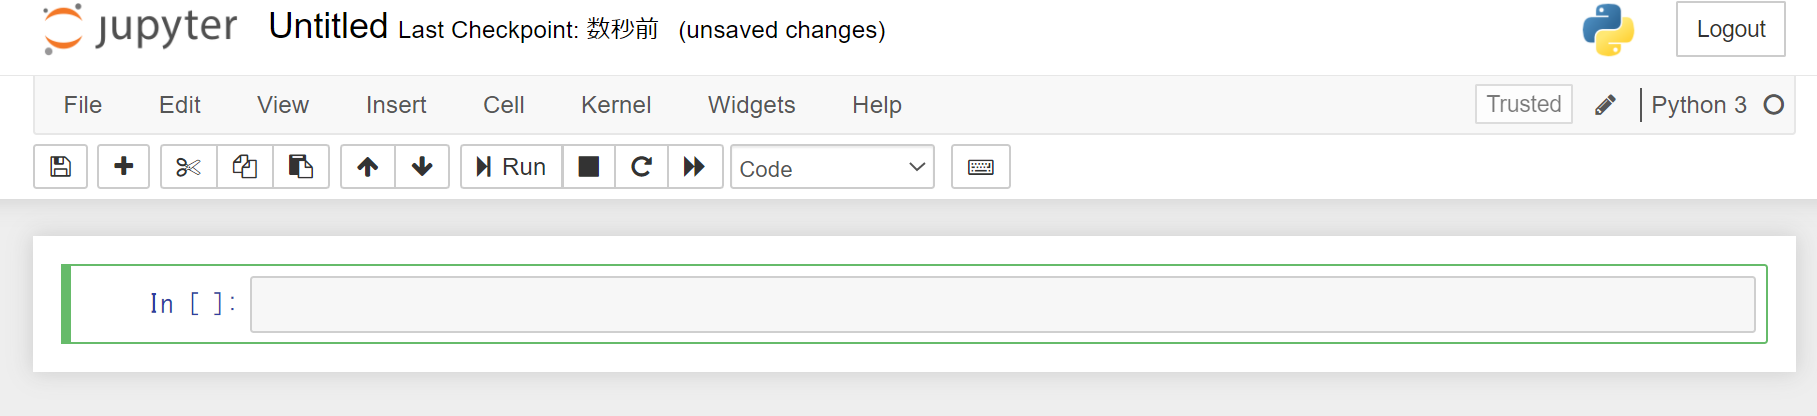 jupyter Untitled Last Checkpoint: 数秒前 (unsaved changes) Logout
File Edit View Insert Cell Kernel Widgets Help Trusted Python 3
Run Code
In [ ]: